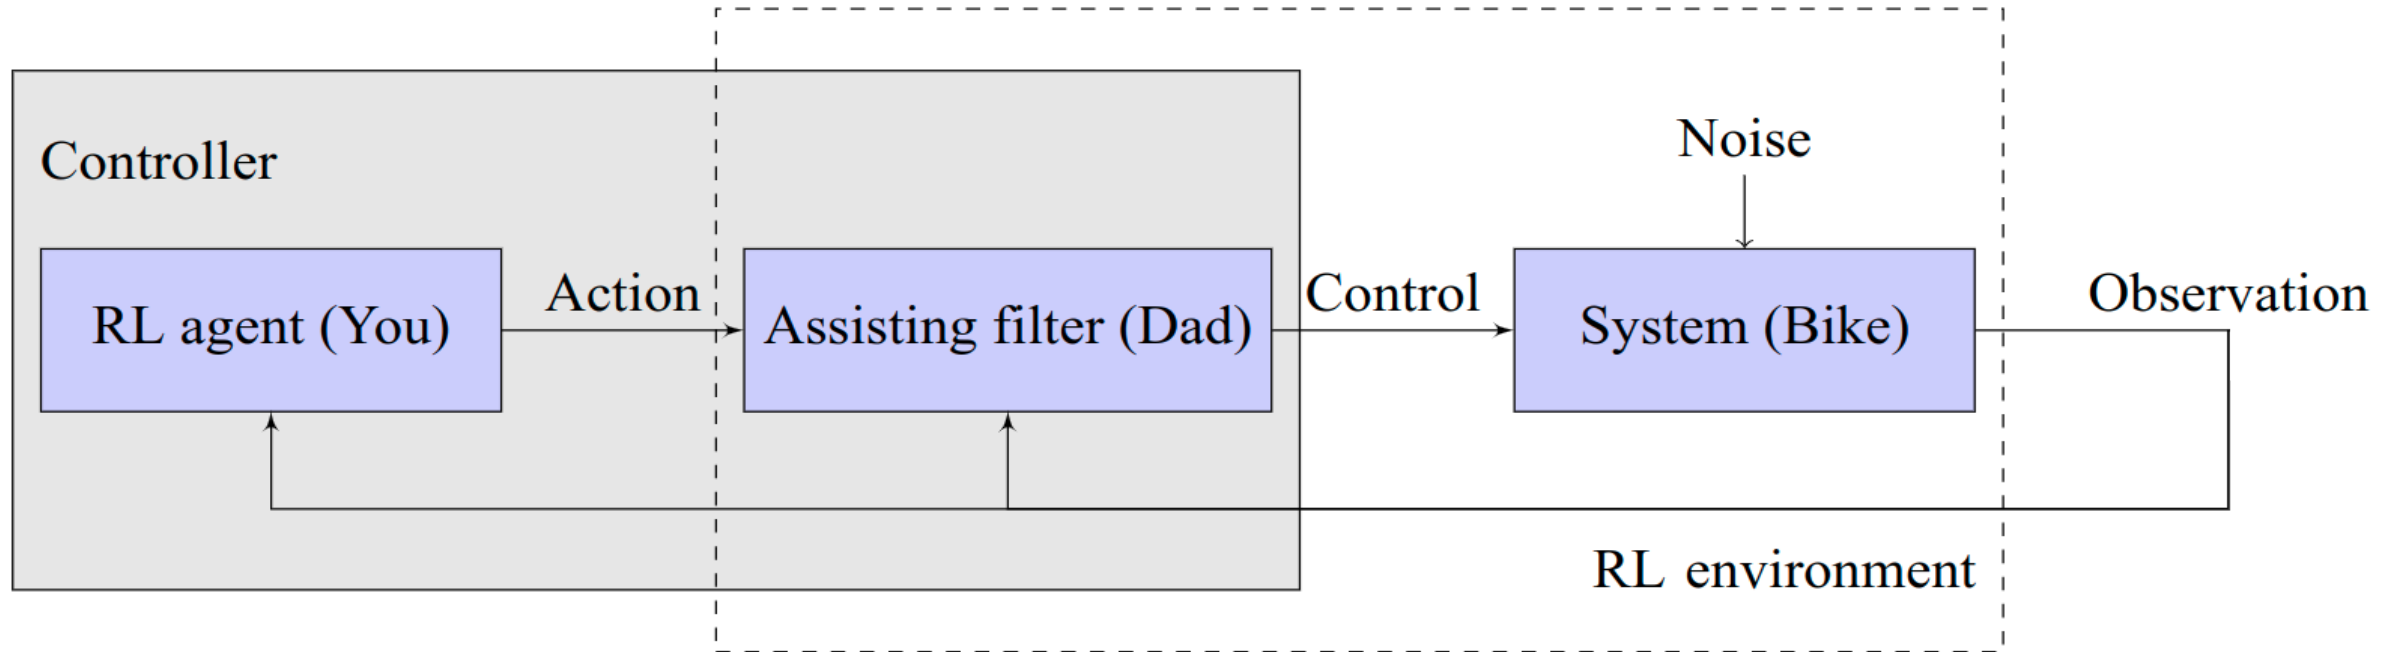 Controller
Noise
RL agent (You)
Action
Assisting filter (Dad)
Control
System (Bike)
Observation
RL environment